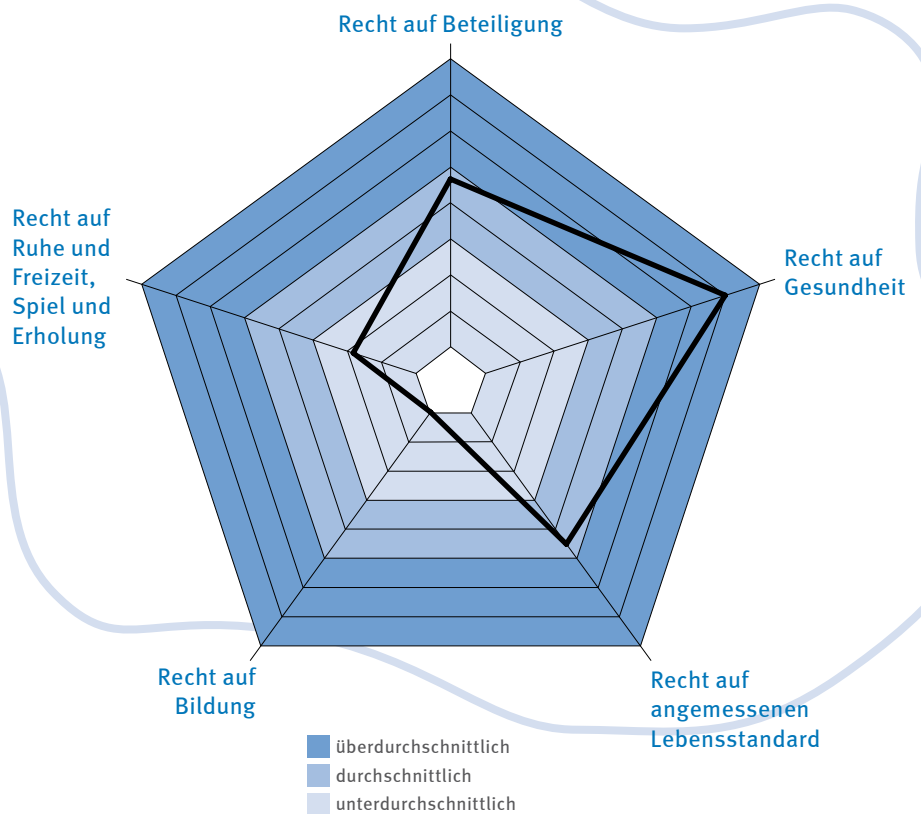 Recht auf Beteiligung
Recht auf
Ruhe und
Freizeit,
Spiel und
Erholung
Recht auf
Gesundheit
Recht auf
Bildung
Recht auf
angemessenen
Lebensstandard
überdurchschnittlich
durchschnittlich
unterdurchschnittlich